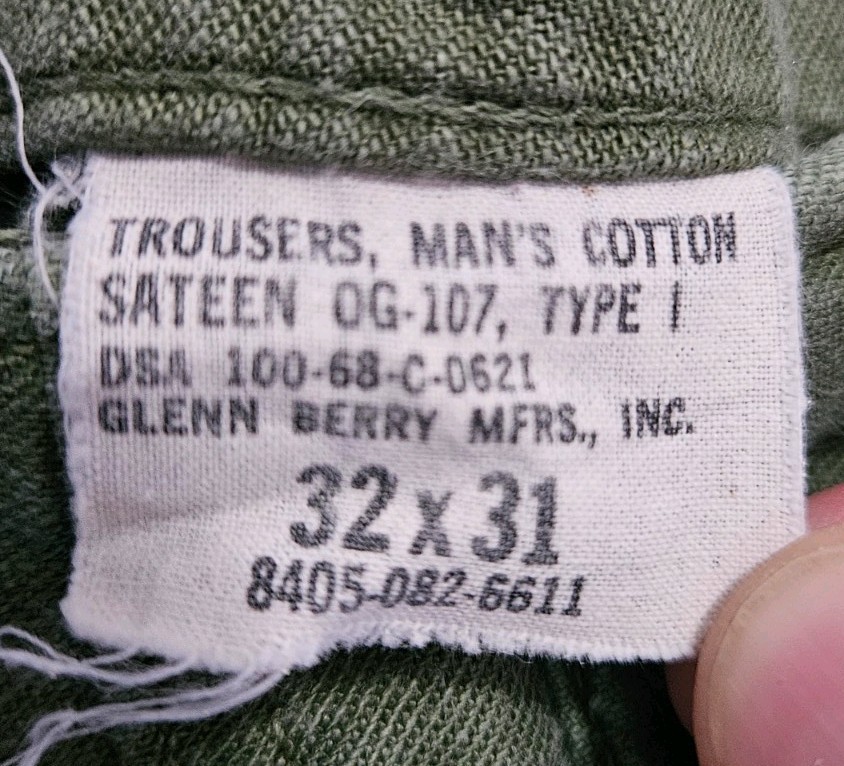 TROUSERS, MAN'S COTTON
SATEEN OG-107, TYPE I
DSA 100-68-C-0621
GLENN BERRY MFRS., INC.
32 x 31
8405-082-6611